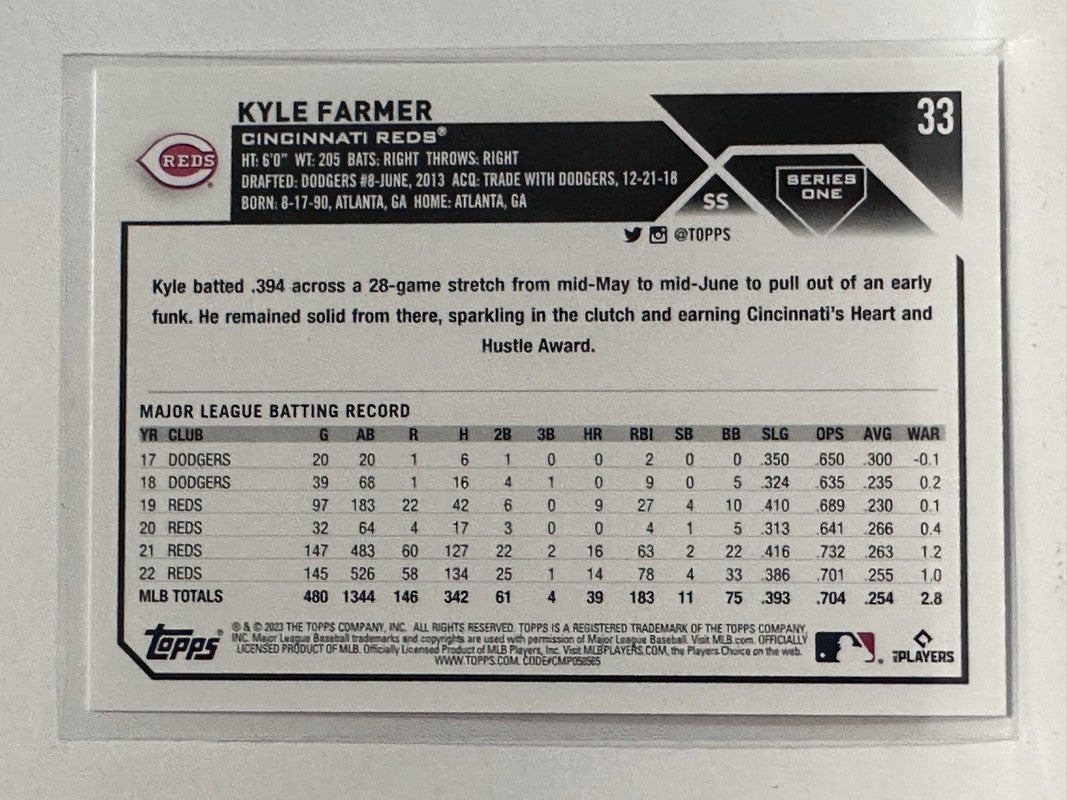 KYLE FARMER
33
CINCINNATI REDS®
REDS
HT: 6'0" WT: 205 BATS: RIGHT THROWS: RIGHT
DRAFTED: DODGERS #8-JUNE, 2013 ACQ: TRADE WITH DODGERS, 12-21-18
BORN: 8-17-90, ATLANTA, GA HOME: ATLANTA, GA
SS
SERIES
ONE
@TOPPS
Kyle batted .394 across a 28-game stretch from mid-May to mid-June to pull out of an early
funk. He remained solid from there, sparkling in the clutch and earning Cincinnati's Heart and
Hustle Award.
MAJOR LEAGUE BATTING RECORD
YR CLUB G AB R H 2B 3B HR RBI SB BB SLG OPS AVG WAR
17 DODGERS 20 20 1 6 1 0 0 2 0 0 .350 .650 .300 -0.1
18 DODGERS 39 68 1 16 4 1 0 9 0 5 .324 .635 .235 0.2
19 REDS 97 183 22 42 6 0 9 27 4 10 .410 .689 .230 0.1
20 REDS 32 64 4 17 3 0 0 4 1 5 .313 .641 .266 0.4
21 REDS 147 483 60 127 22 2 16 63 2 22 .416 .732 .263 1.2
22 REDS 145 526 58 134 25 1 14 78 4 33 .386 .701 .255 1.0
MLB TOTALS 480 1344 146 342 61 4 39 183 11 75 .393 .704 .254 2.8
Topps®
® & © 2023 THE TOPPS COMPANY, INC. ALL RIGHTS RESERVED. TOPPS IS A REGISTERED TRADEMARK OF THE TOPPS COMPANY,
INC. Major League Baseball trademarks and copyrights are used with permission of Major League Baseball. Visit MLB.com. OFFICIALLY
LICENSED PRODUCT OF MLB. Officially Licensed Product of MLB Players, Inc. Visit MLBPLAYERS.COM, the Players Choice on the web.
WWW.TOPPS.COM. CODE#CMP058565
PLAYERS